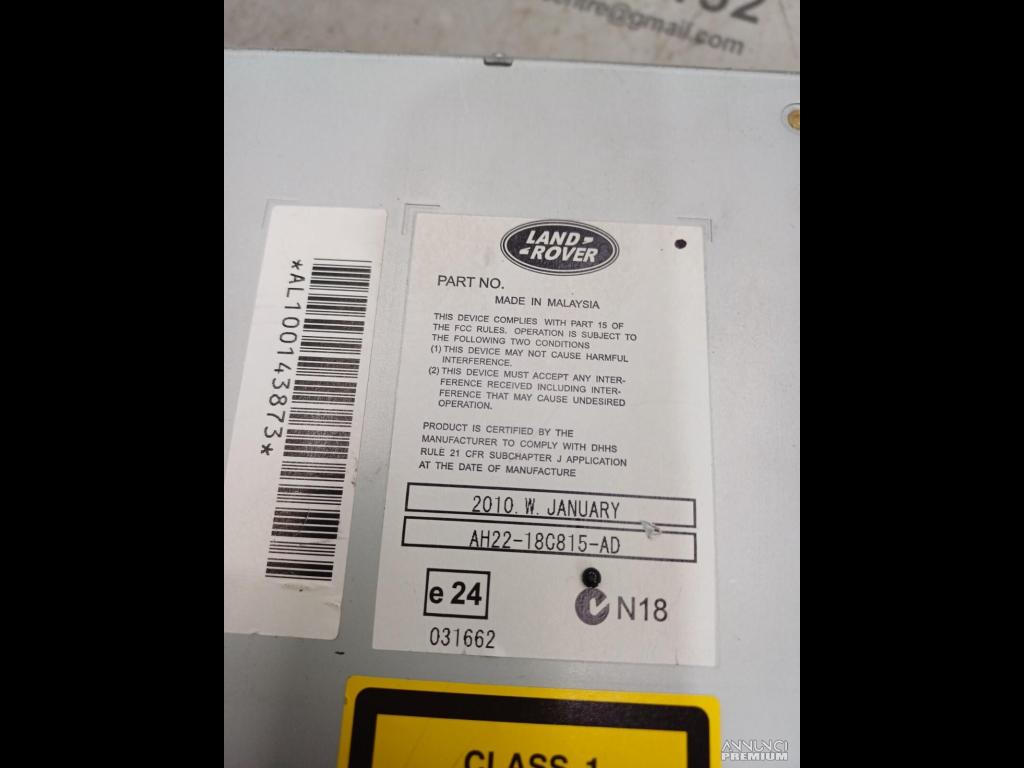 centre@gmail.com
*AL100143873*
LAND
ROVER
PART NO.
MADE IN MALAYSIA
THIS DEVICE COMPLIES WITH PART 15 OF
THE FCC RULES. OPERATION IS SUBJECT TO
THE FOLLOWING TWO CONDITIONS
(1) THIS DEVICE MAY NOT CAUSE HARMFUL
INTERFERENCE.
(2) THIS DEVICE MUST ACCEPT ANY INTER-
FERENCE RECEIVED INCLUDING INTER-
FERENCE THAT MAY CAUSE UNDESIRED
OPERATION.
PRODUCT IS CERTIFIED BY THE
MANUFACTURER TO COMPLY WITH DHHS
RULE 21 CFR SUBCHAPTER J APPLICATION
AT THE DATE OF MANUFACTURE
2010. W. JANUARY
AH22-18C815-AD
e 24
N18
031662
CLASS 1
ANNUNCI
PREMIUM